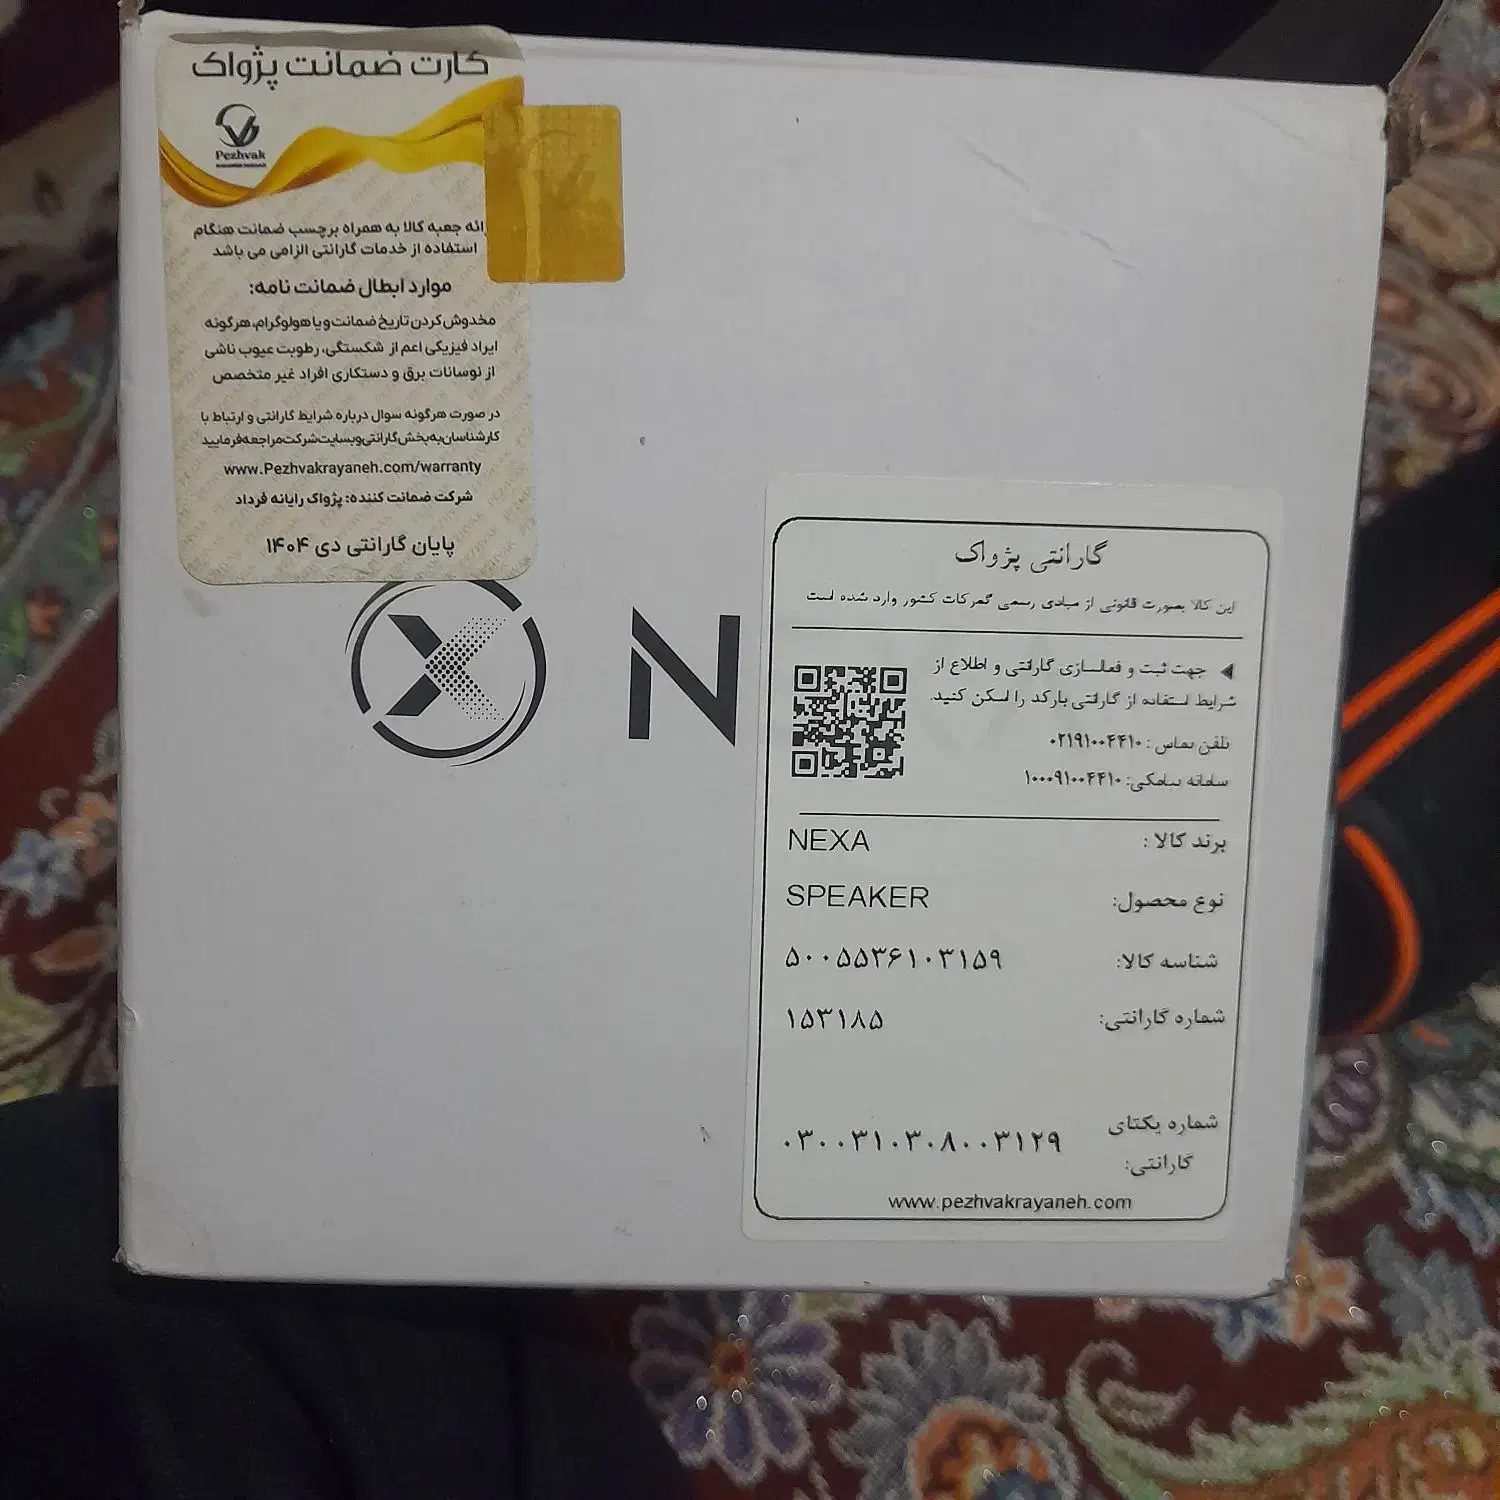 کارت ضمانت پژواک
Pezhvak
ارائه جعبه کالا به همراه برچسب ضمانت هنگام
استفاده از خدمات گارانتی الزامی می باشد
موارد ابطال ضمانت نامه:
مخدوش کردن تاریخ ضمانت و یا هولوگرام، هرگونه
ایراد فیزیکی اعم از شکستگی، رطوبت عیوب ناشی
از نوسانات برق و دستکاری افراد غیر متخصص
در صورت هرگونه سوال درباره شرایط گارانتی و ارتباط با
کارشناسان به بخش گارانتی وبسایت شرکت مراجعه فرمایید
www.Pezhvakrayaneh.com/warranty
شرکت ضمانت کننده: پژواک رایانه فرداد
پایان گارانتی دی ۱۴۰۴
N
گارانتی پژواک
این کالا بصورت قانونی از مبادی رسمی گمرکات کشور وارد شده است
جهت ثبت و فعالسازی گارانتی و اطلاع از
شرایط استفاده از گارانتی بارکد را اسکن کنید.
تلفن تماس : ۰۲۱۹۱۰۰۴۴۱۰
سامانه پیامکی: ۱۰۰۰۹۱۰۰۴۴۱۰
برند کالا : NEXA
نوع محصول: SPEAKER
شناسه کالا: ۵۰۰۵۵۳۶۱۰۳۱۵۹
شماره گارانتی: ۱۵۳۱۸۵
شماره یکتای
گارانتی: ۰۳۰۰۳۱۰۳۰۸۰۰۳۱۲۹
www.pezhvakrayaneh.com